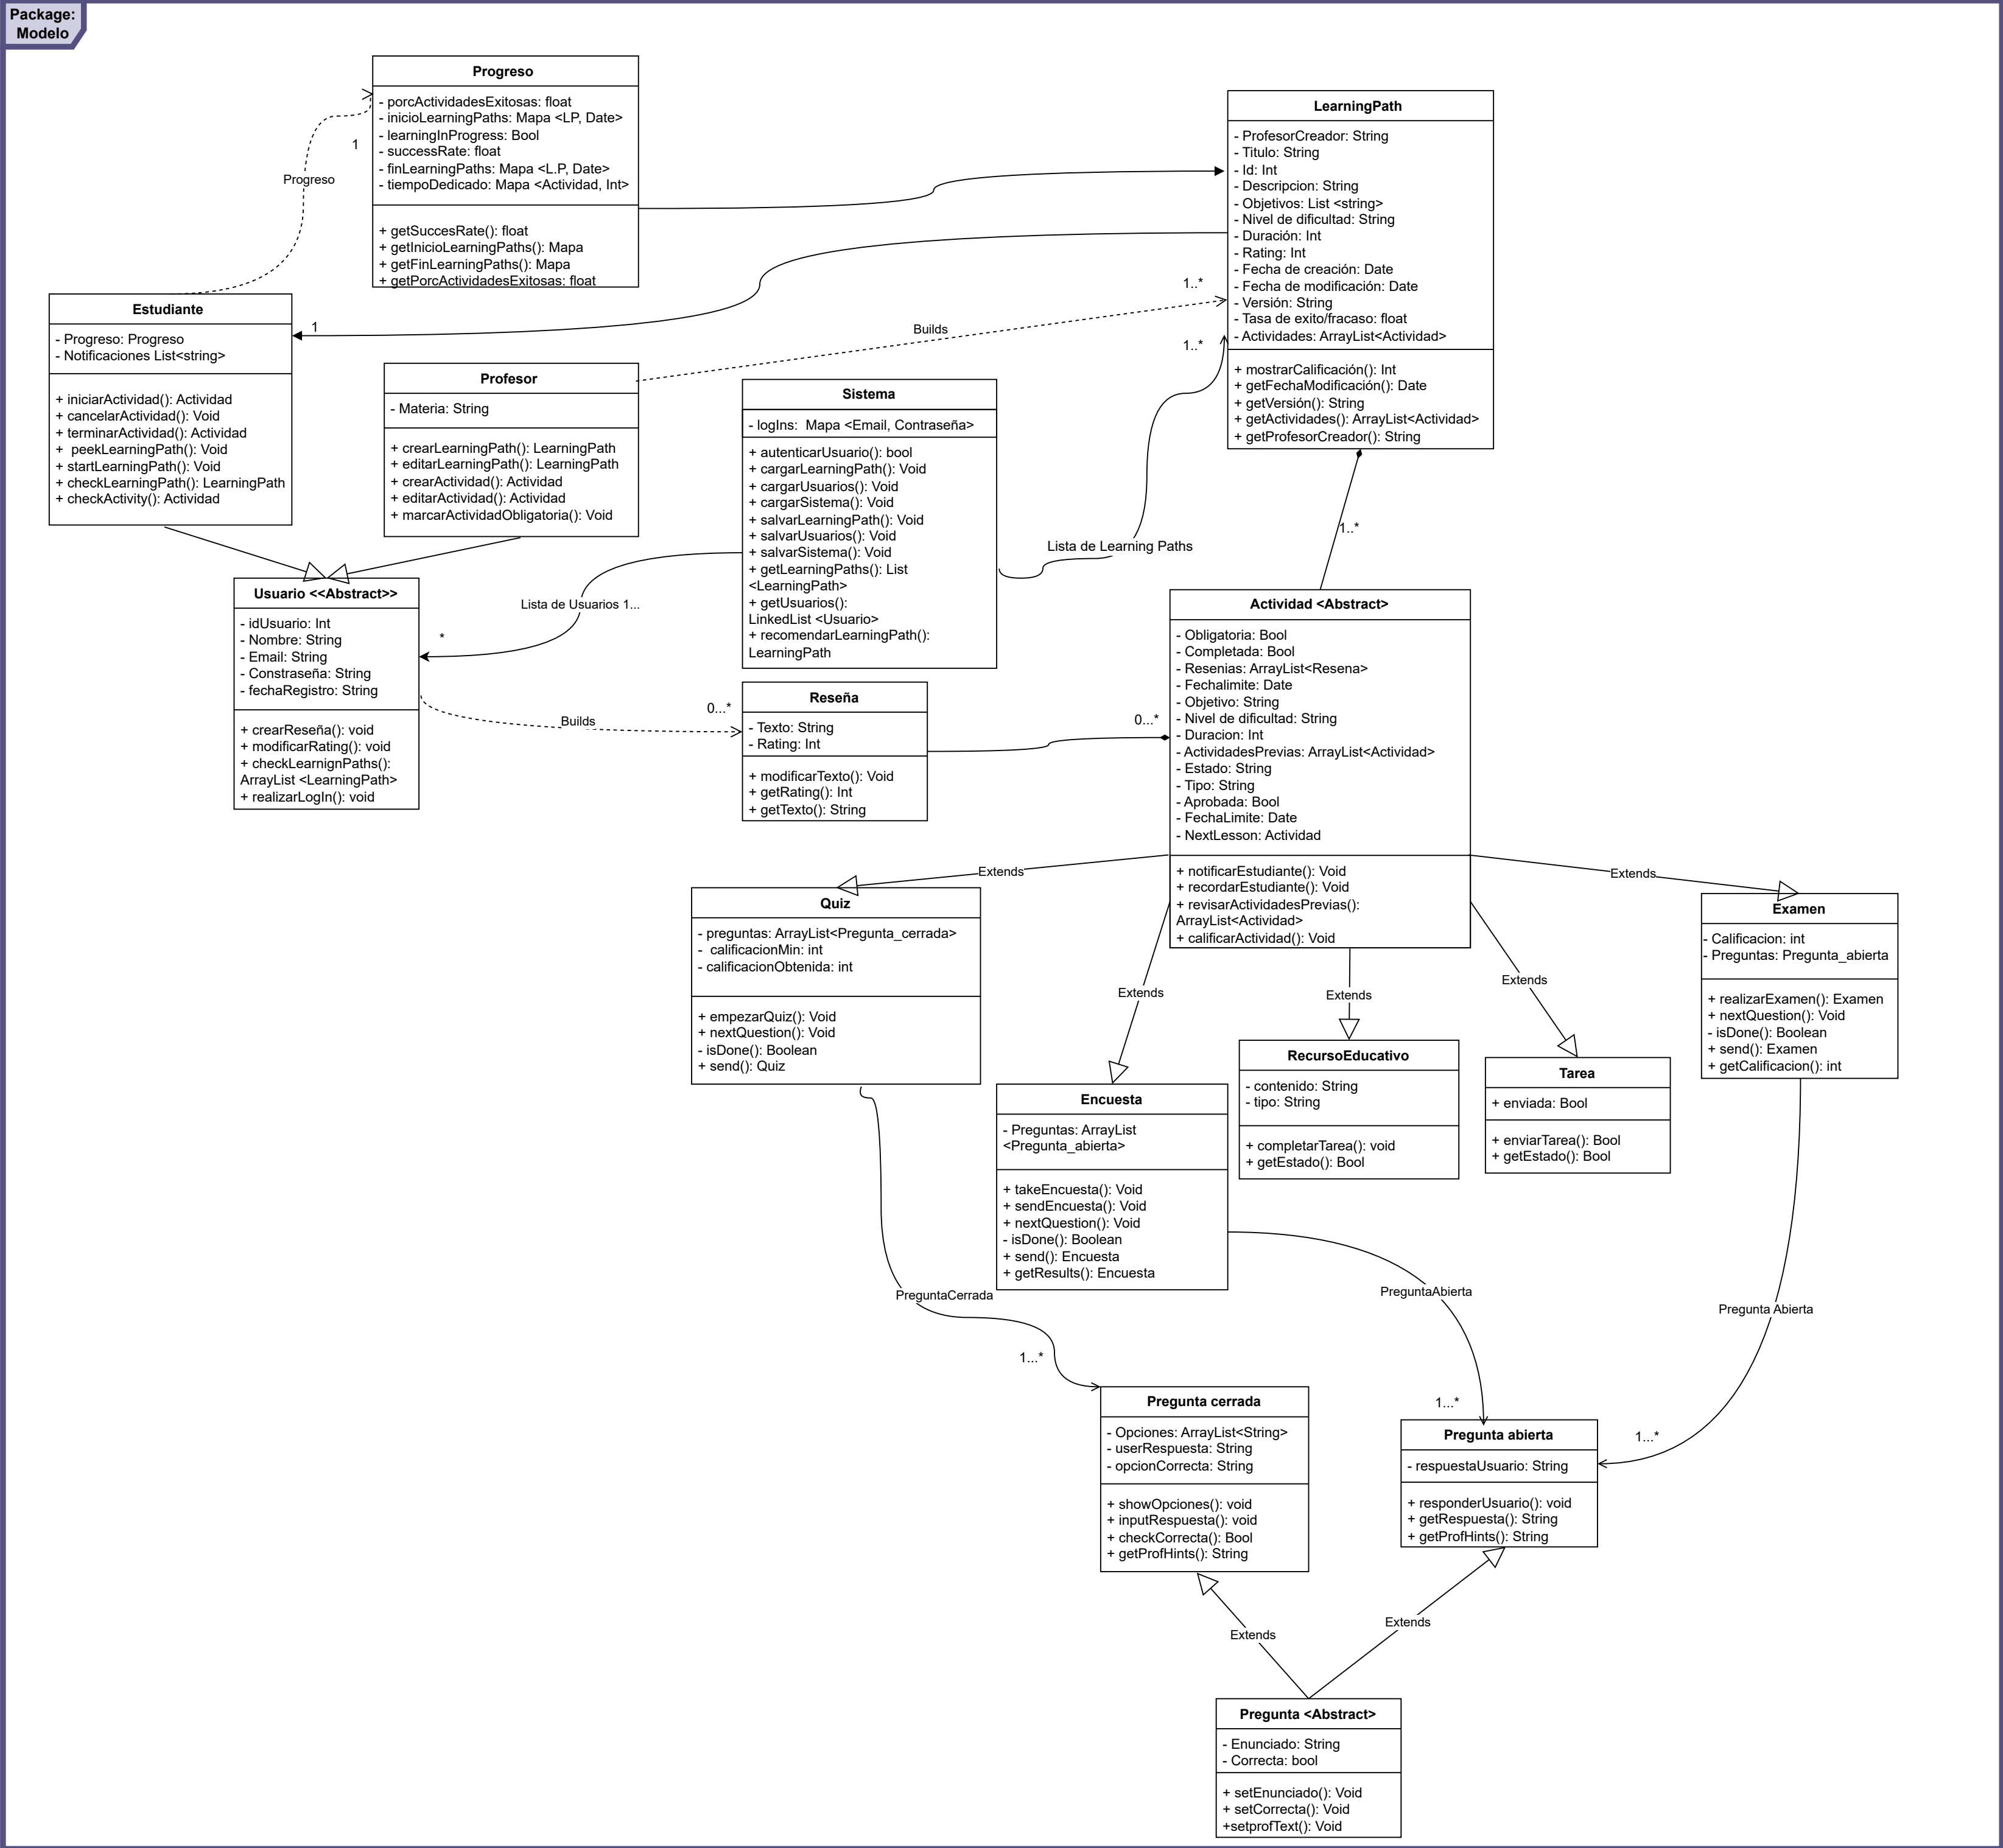 Package:
Modelo
Progreso
- porcActividadesExitosas: float
- inicioLearningPaths: Mapa <LP, Date>
- learningInProgress: Bool
- successRate: float
- finLearningPaths: Mapa <L.P, Date>
- tiempoDedicado: Mapa <Actividad, Int>
+ getSuccesRate(): float
+ getInicioLearningPaths(): Mapa
+ getFinLearningPaths(): Mapa
+ getPorcActividadesExitosas: float
1
Progreso
LearningPath
- ProfesorCreador: String
- Titulo: String
- Id: Int
- Descripcion: String
- Objetivos: List <string>
- Nivel de dificultad: String
- Duración: Int
- Rating: Int
- Fecha de creación: Date
- Fecha de modificación: Date
- Versión: String
- Tasa de exito/fracaso: float
- Actividades: ArrayList<Actividad>
+ mostrarCalificación(): Int
+ getFechaModificación(): Date
+ getVersión(): String
+ getActividades(): ArrayList<Actividad>
+ getProfesorCreador(): String
1..*
Builds
1..*
1
Estudiante
- Progreso: Progreso
- Notificaciones List<string>
+ iniciarActividad(): Actividad
+ cancelarActividad(): Void
+ terminarActividad(): Actividad
+  peekLearningPath(): Void
+ startLearningPath(): Void
+ checkLearningPath(): LearningPath
+ checkActivity(): Actividad
Profesor
- Materia: String
+ crearLearningPath(): LearningPath
+ editarLearningPath(): LearningPath
+ crearActividad(): Actividad
+ editarActividad(): Actividad
+ marcarActividadObligatoria(): Void
Sistema
- logIns:  Mapa <Email, Contraseña>
+ autenticarUsuario(): bool
+ cargarLearningPath(): Void
+ cargarUsuarios(): Void
+ cargarSistema(): Void
+ salvarLearningPath(): Void
+ salvarUsuarios(): Void
+ salvarSistema(): Void
+ getLearningPaths(): List
<LearningPath>
+ getUsuarios():
LinkedList <Usuario>
+ recomendarLearningPath():
LearningPath
Lista de Learning Paths
1..*
Lista de Usuarios 1...
*
Usuario <<Abstract>>
- idUsuario: Int
- Nombre: String
- Email: String
- Constraseña: String
- fechaRegistro: String
+ crearReseña(): void
+ modificarRating(): void
+ checkLearnignPaths():
ArrayList <LearningPath>
+ realizarLogIn(): void
Builds
0...*
Reseña
- Texto: String
- Rating: Int
+ modificarTexto(): Void
+ getRating(): Int
+ getTexto(): String
0...*
Actividad <Abstract>
- Obligatoria: Bool
- Completada: Bool
- Resenias: ArrayList<Resena>
- Fechalimite: Date
- Objetivo: String
- Nivel de dificultad: String
- Duracion: Int
- ActividadesPrevias: ArrayList<Actividad>
- Estado: String
- Tipo: String
- Aprobada: Bool
- FechaLimite: Date
- NextLesson: Actividad
+ notificarEstudiante(): Void
+ recordarEstudiante(): Void
+ revisarActividadesPrevias():
ArrayList<Actividad>
+ calificarActividad(): Void
Extends
Extends
Extends
Extends
Extends
Quiz
- preguntas: ArrayList<Pregunta_cerrada>
-  calificacionMin: int
- calificacionObtenida: int
+ empezarQuiz(): Void
+ nextQuestion(): Void
- isDone(): Boolean
+ send(): Quiz
Examen
- Calificacion: int
- Preguntas: Pregunta_abierta
+ realizarExamen(): Examen
+ nextQuestion(): Void
- isDone(): Boolean
+ send(): Examen
+ getCalificacion(): int
RecursoEducativo
- contenido: String
- tipo: String
+ completarTarea(): void
+ getEstado(): Bool
Tarea
+ enviada: Bool
+ enviarTarea(): Bool
+ getEstado(): Bool
Encuesta
- Preguntas: ArrayList
<Pregunta_abierta>
+ takeEncuesta(): Void
+ sendEncuesta(): Void
+ nextQuestion(): Void
- isDone(): Boolean
+ send(): Encuesta
+ getResults(): Encuesta
PreguntaCerrada
PreguntaAbierta
Pregunta Abierta
1...*
1...*
1...*
Pregunta cerrada
- Opciones: ArrayList<String>
- userRespuesta: String
- opcionCorrecta: String
+ showOpciones(): void
+ inputRespuesta(): void
+ checkCorrecta(): Bool
+ getProfHints(): String
Pregunta abierta
- respuestaUsuario: String
+ responderUsuario(): void
+ getRespuesta(): String
+ getProfHints(): String
Extends
Extends
Pregunta <Abstract>
- Enunciado: String
- Correcta: bool
+ setEnunciado(): Void
+ setCorrecta(): Void
+setprofText(): Void